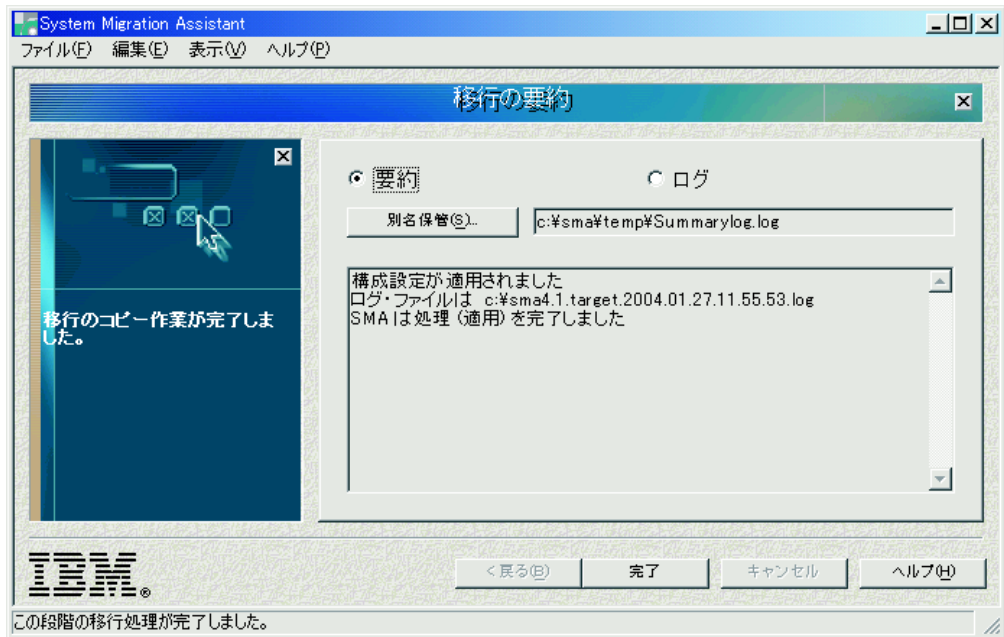 System Migration Assistant
ファイル(F) 編集(E) 表示(V) ヘルプ(P)
移行の要約
要約 ログ
別名保管(S)... c:¥sma¥temp¥Summarylog.log
構成設定が適用されました
ログ・ファイルは c:¥sma4.1.target.2004.01.27.11.55.53.log
SMA は処理 (適用) を完了しました
移行のコピー作業が完了しま
した。
IBM®
<戻る(B) 完了 キャンセル ヘルプ(H)
この段階の移行処理が完了しました。